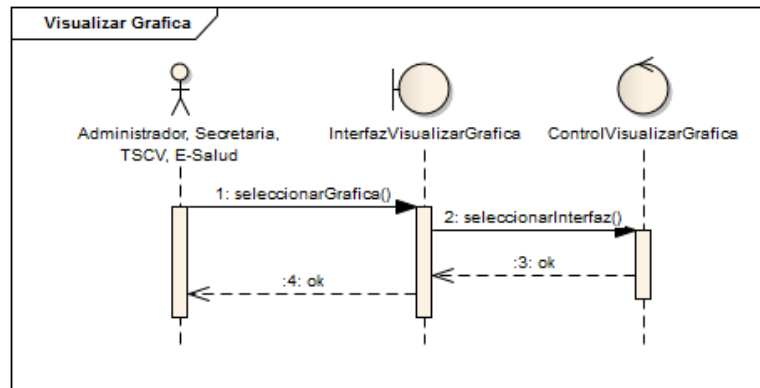 Visualizar Grafica
Administrador, Secretaria,
TSCV, E-Salud
InterfazVisualizarGrafica
ControlVisualizarGrafica
1: seleccionarGrafica()
2: seleccionarInterfaz()
:3: ok
:4: ok